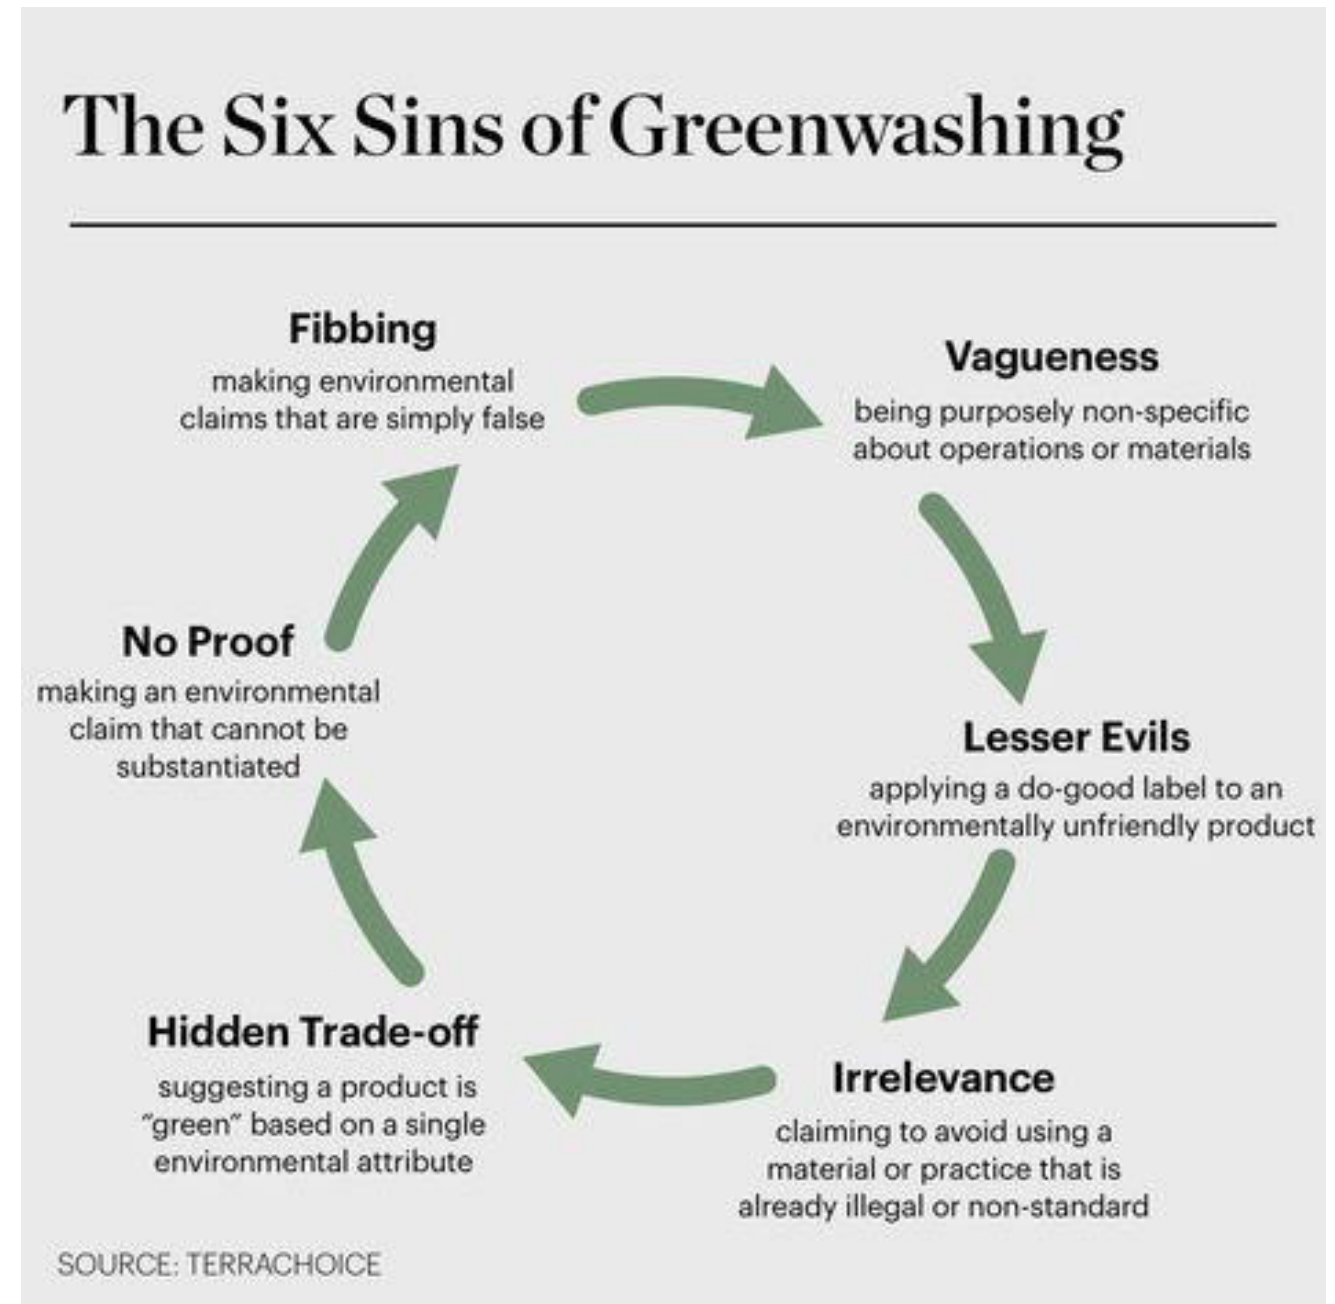 The Six Sins of Greenwashing
Fibbing
making environmental
claims that are simply false
Vagueness
being purposely non-specific
about operations or materials
Lesser Evils
applying a do-good label to an
environmentally unfriendly product
Irrelevance
claiming to avoid using a
material or practice that is
already illegal or non-standard
Hidden Trade-off
suggesting a product is
“green” based on a single
environmental attribute
No Proof
making an environmental
claim that cannot be
substantiated
SOURCE: TERRACHOICE